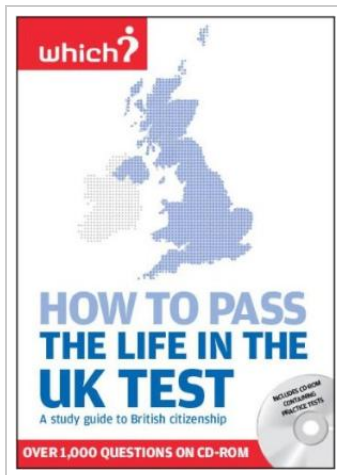 which?
HOW TO PASS
THE LIFE IN THE
UK TEST
A study guide to British citizenship
INCLUDES CD-ROM
CONTAINING
PRACTICE TESTS
OVER 1,000 QUESTIONS ON CD-ROM